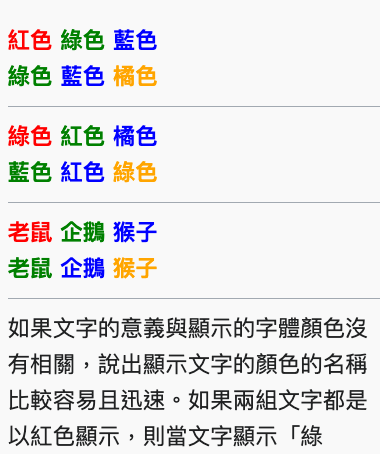 紅色 綠色 藍色
綠色 藍色 橘色
綠色 紅色 橘色
藍色 紅色 綠色
老鼠 企鵝 猴子
老鼠 企鵝 猴子
如果文字的意義與顯示的字體顏色沒
有相關，說出顯示文字的顏色的名稱
比較容易且迅速。如果兩組文字都是
以紅色顯示，則當文字顯示「綠